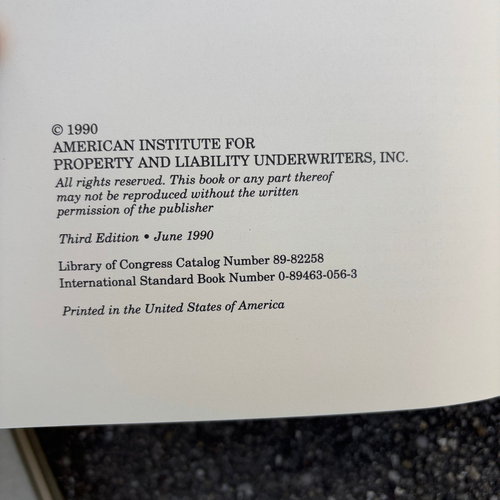 © 1990
AMERICAN INSTITUTE FOR
PROPERTY AND LIABILITY UNDERWRITERS, INC.
All rights reserved. This book or any part thereof
may not be reproduced without the written
permission of the publisher
Third Edition • June 1990
Library of Congress Catalog Number 89-82258
International Standard Book Number 0-89463-056-3
Printed in the United States of America